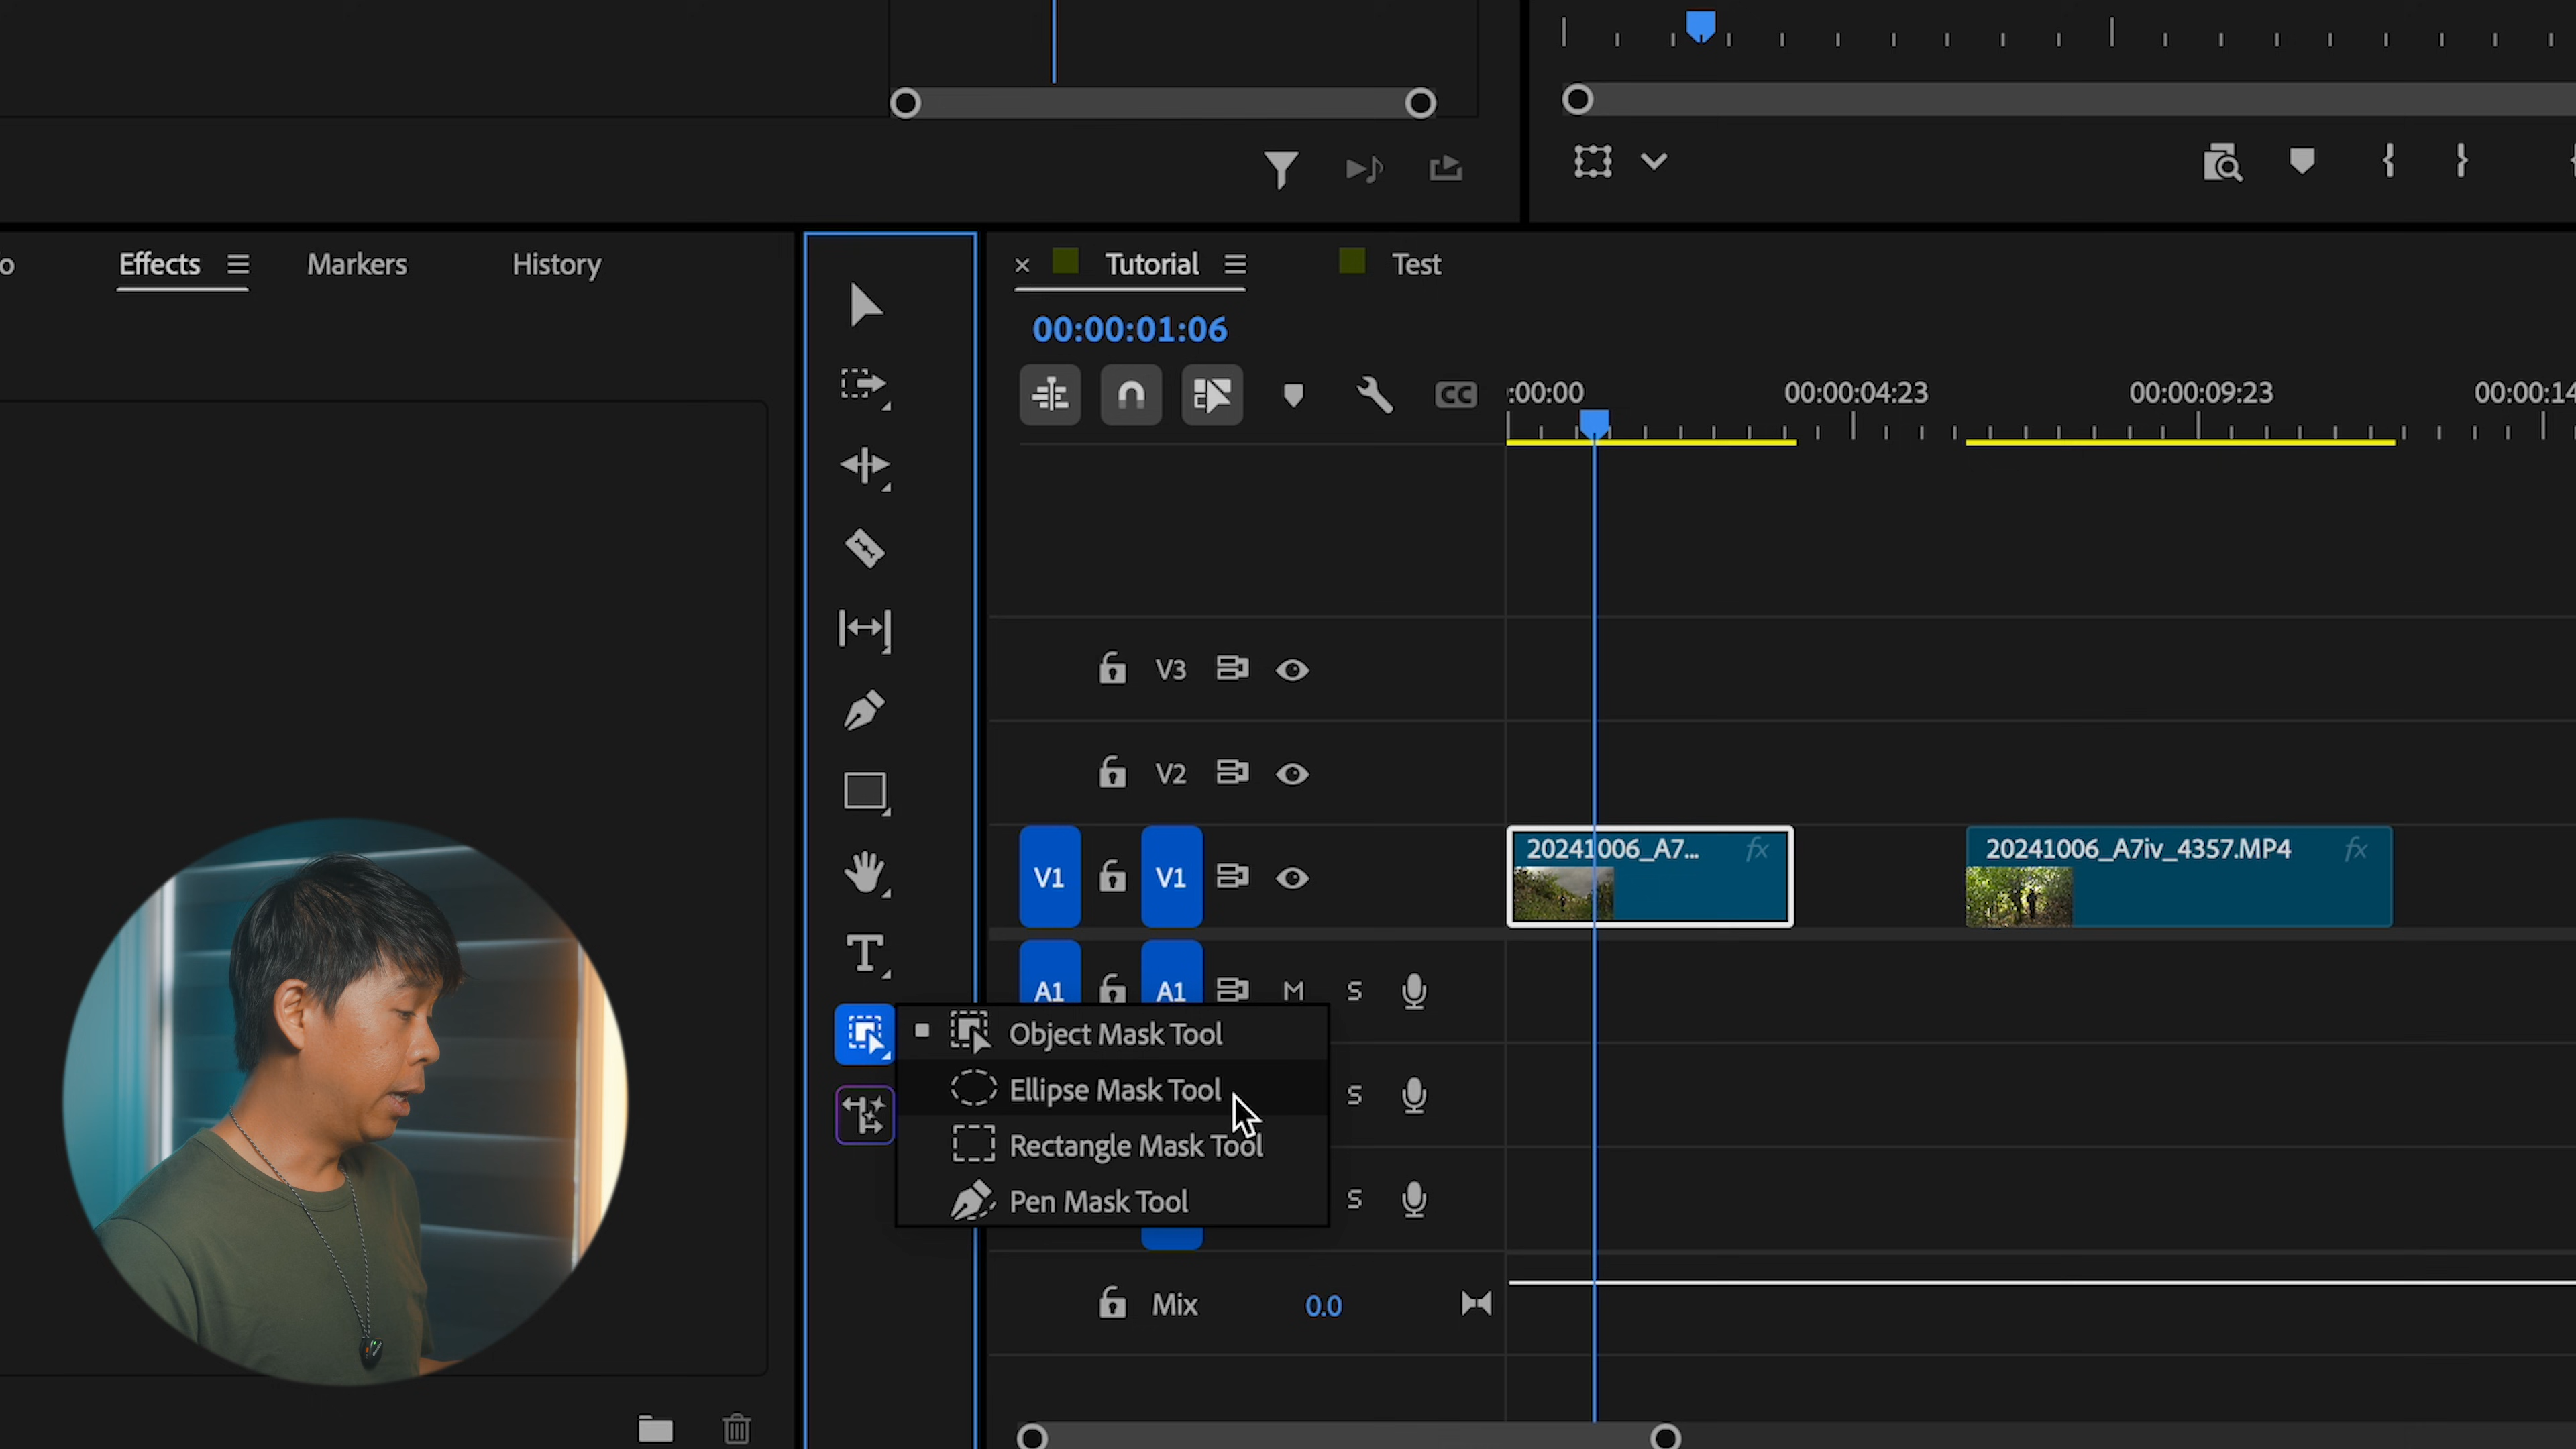 o
Effects
Markers
History
Tutorial
Test
00:00:01:06
CC
:00:00
00:00:04:23
00:00:09:23
00:00:14
V3
V2
V1
V1
20241006_A7...
fx
20241006_A7iv_4357.MP4
fx
A1
A1
M
S
Object Mask Tool
Ellipse Mask Tool
S
Rectangle Mask Tool
Pen Mask Tool
S
Mix
0.0